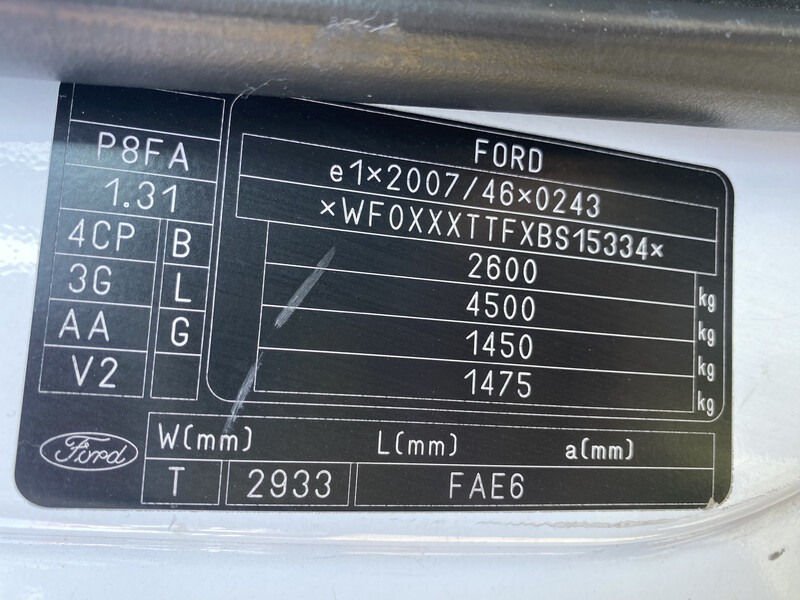 FORD
P8FA
e1×2007/46×0243
1.31
×WF0XXXTTFXBS15334×
4CP B
2600 kg
3G L
4500 kg
AA G
1450 kg
V2
1475 kg
Ford
W(mm) L(mm) a(mm)
T 2933 FAE6